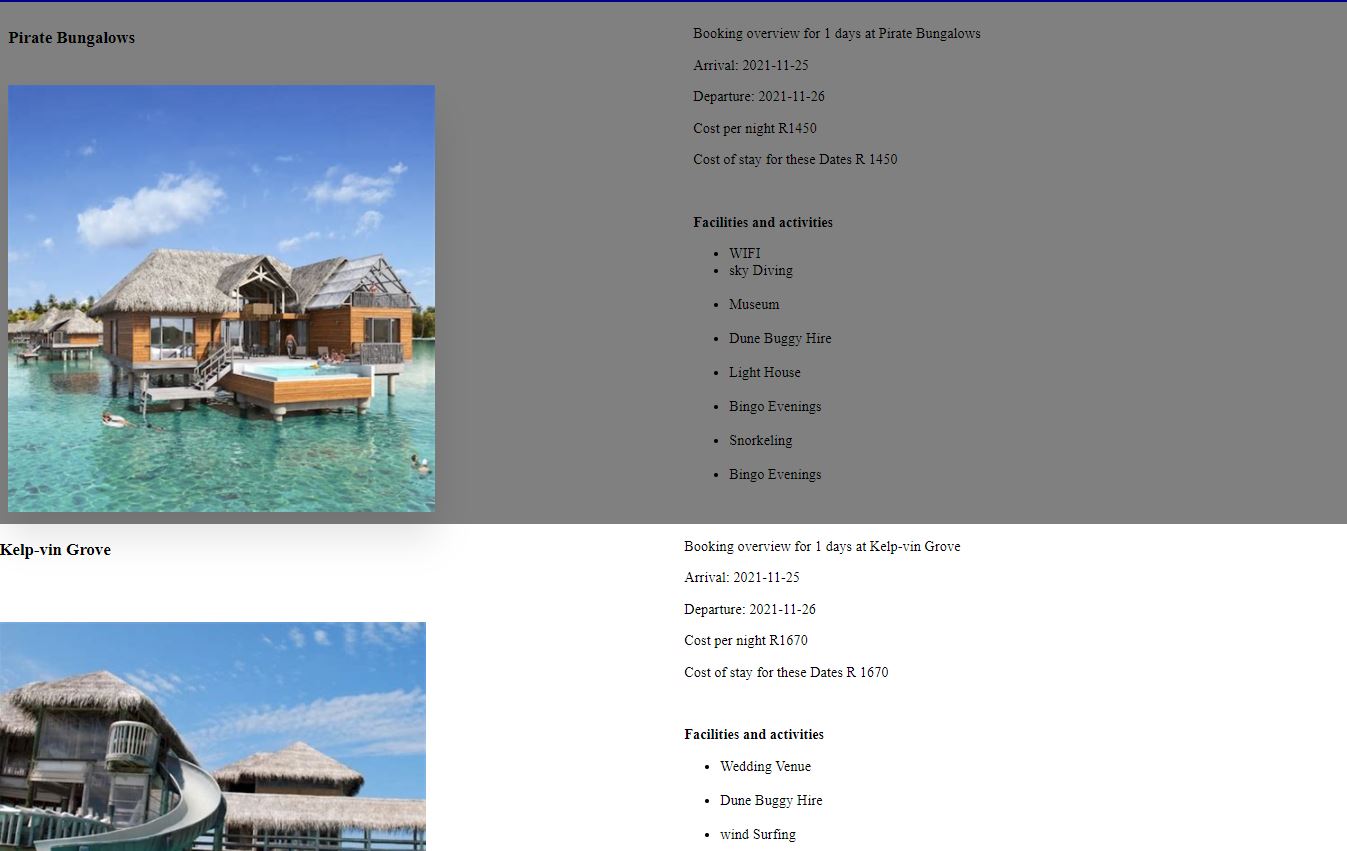 Pirate Bungalows
Booking overview for 1 days at Pirate Bungalows
Arrival: 2021-11-25
Departure: 2021-11-26
Cost per night R1450
Cost of stay for these Dates R 1450
Facilities and activities
WIFI
sky Diving
Museum
Dune Buggy Hire
Light House
Bingo Evenings
Snorkeling
Bingo Evenings
Kelp-vin Grove
Booking overview for 1 days at Kelp-vin Grove
Arrival: 2021-11-25
Departure: 2021-11-26
Cost per night R1670
Cost of stay for these Dates R 1670
Facilities and activities
Wedding Venue
Dune Buggy Hire
wind Surfing